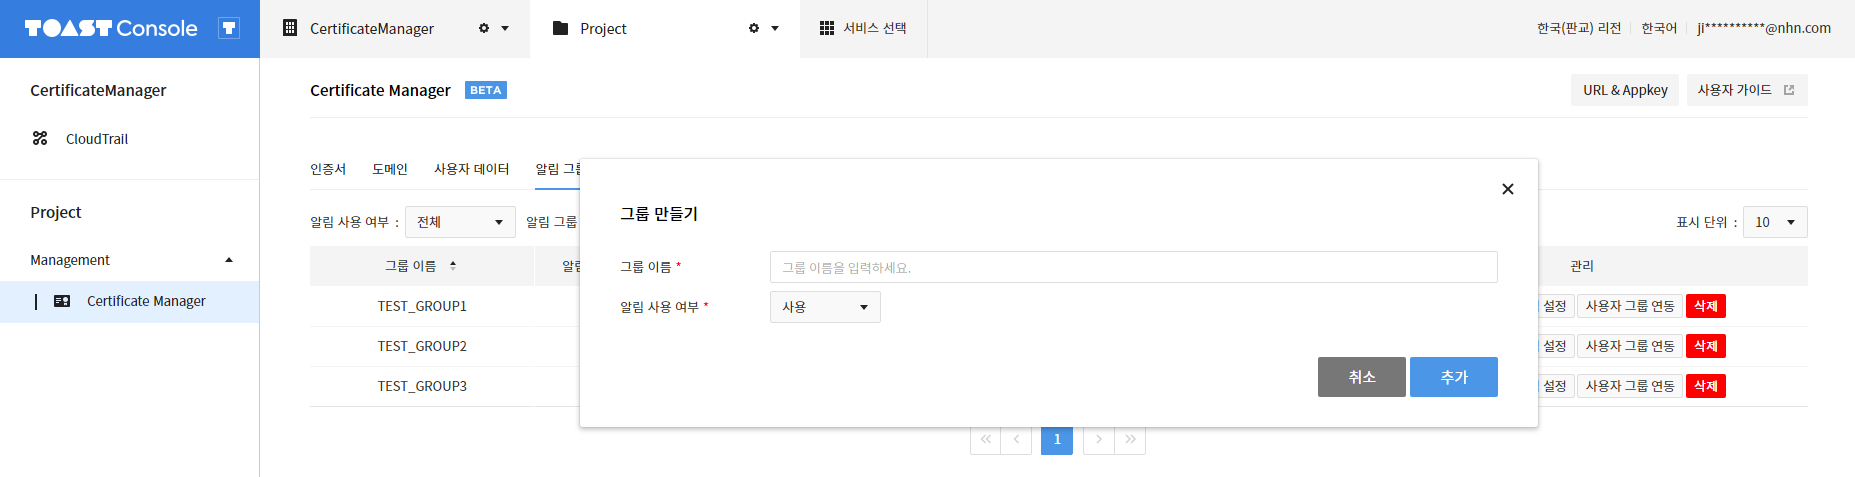 TOAST Console T
CertificateManager
Project
서비스 선택
한국(판교) 리전
한국어
ji**********@nhn.com
CertificateManager
CloudTrail
Project
Management
Certificate Manager
Certificate Manager BETA
URL & Appkey
사용자 가이드
인증서
도메인
사용자 데이터
알림
알림 사용 여부 : 전체
알림 그룹
표시 단위 : 10
그룹 이름
관리
TEST_GROUP1
설정 사용자 그룹 연동 삭제
TEST_GROUP2
설정 사용자 그룹 연동 삭제
TEST_GROUP3
설정 사용자 그룹 연동 삭제
그룹 만들기
그룹 이름 *
그룹 이름을 입력하세요.
알림 사용 여부 *
사용
취소 추가
1